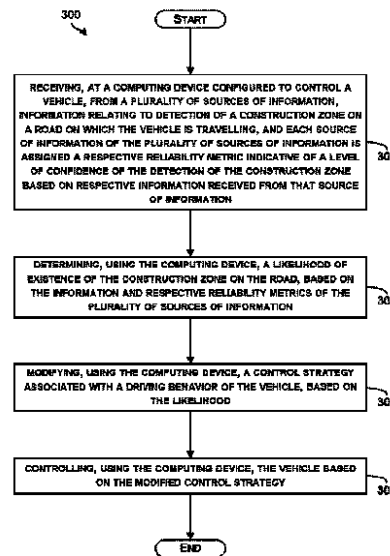 START
300
RECEIVING, AT A COMPUTING DEVICE CONFIGURED TO CONTROL A
VEHICLE, FROM A PLURALITY OF SOURCES OF INFORMATION,
INFORMATION RELATING TO DETECTION OF A CONSTRUCTION ZONE ON
A ROAD ON WHICH THE VEHICLE IS TRAVELLING, AND EACH SOURCE
OF INFORMATION OF THE PLURALITY OF SOURCES OF INFORMATION IS
ASSIGNED A RESPECTIVE RELIABILITY METRIC INDICATIVE OF A LEVEL
OF CONFIDENCE OF THE DETECTION OF THE CONSTRUCTION ZONE
BASED ON RESPECTIVE INFORMATION RECEIVED FROM THAT SOURCE
OF INFORMATION
30
DETERMINING, USING THE COMPUTING DEVICE, A LIKELIHOOD OF
EXISTENCE OF THE CONSTRUCTION ZONE ON THE ROAD, BASED ON
THE INFORMATION AND RESPECTIVE RELIABILITY METRICS OF THE
PLURALITY OF SOURCES OF INFORMATION
30
MODIFYING, USING THE COMPUTING DEVICE, A CONTROL STRATEGY
ASSOCIATED WITH A DRIVING BEHAVIOR OF THE VEHICLE, BASED ON
THE LIKELIHOOD
30
CONTROLLING, USING THE COMPUTING DEVICE, THE VEHICLE BASED
ON THE MODIFIED CONTROL STRATEGY
30
END